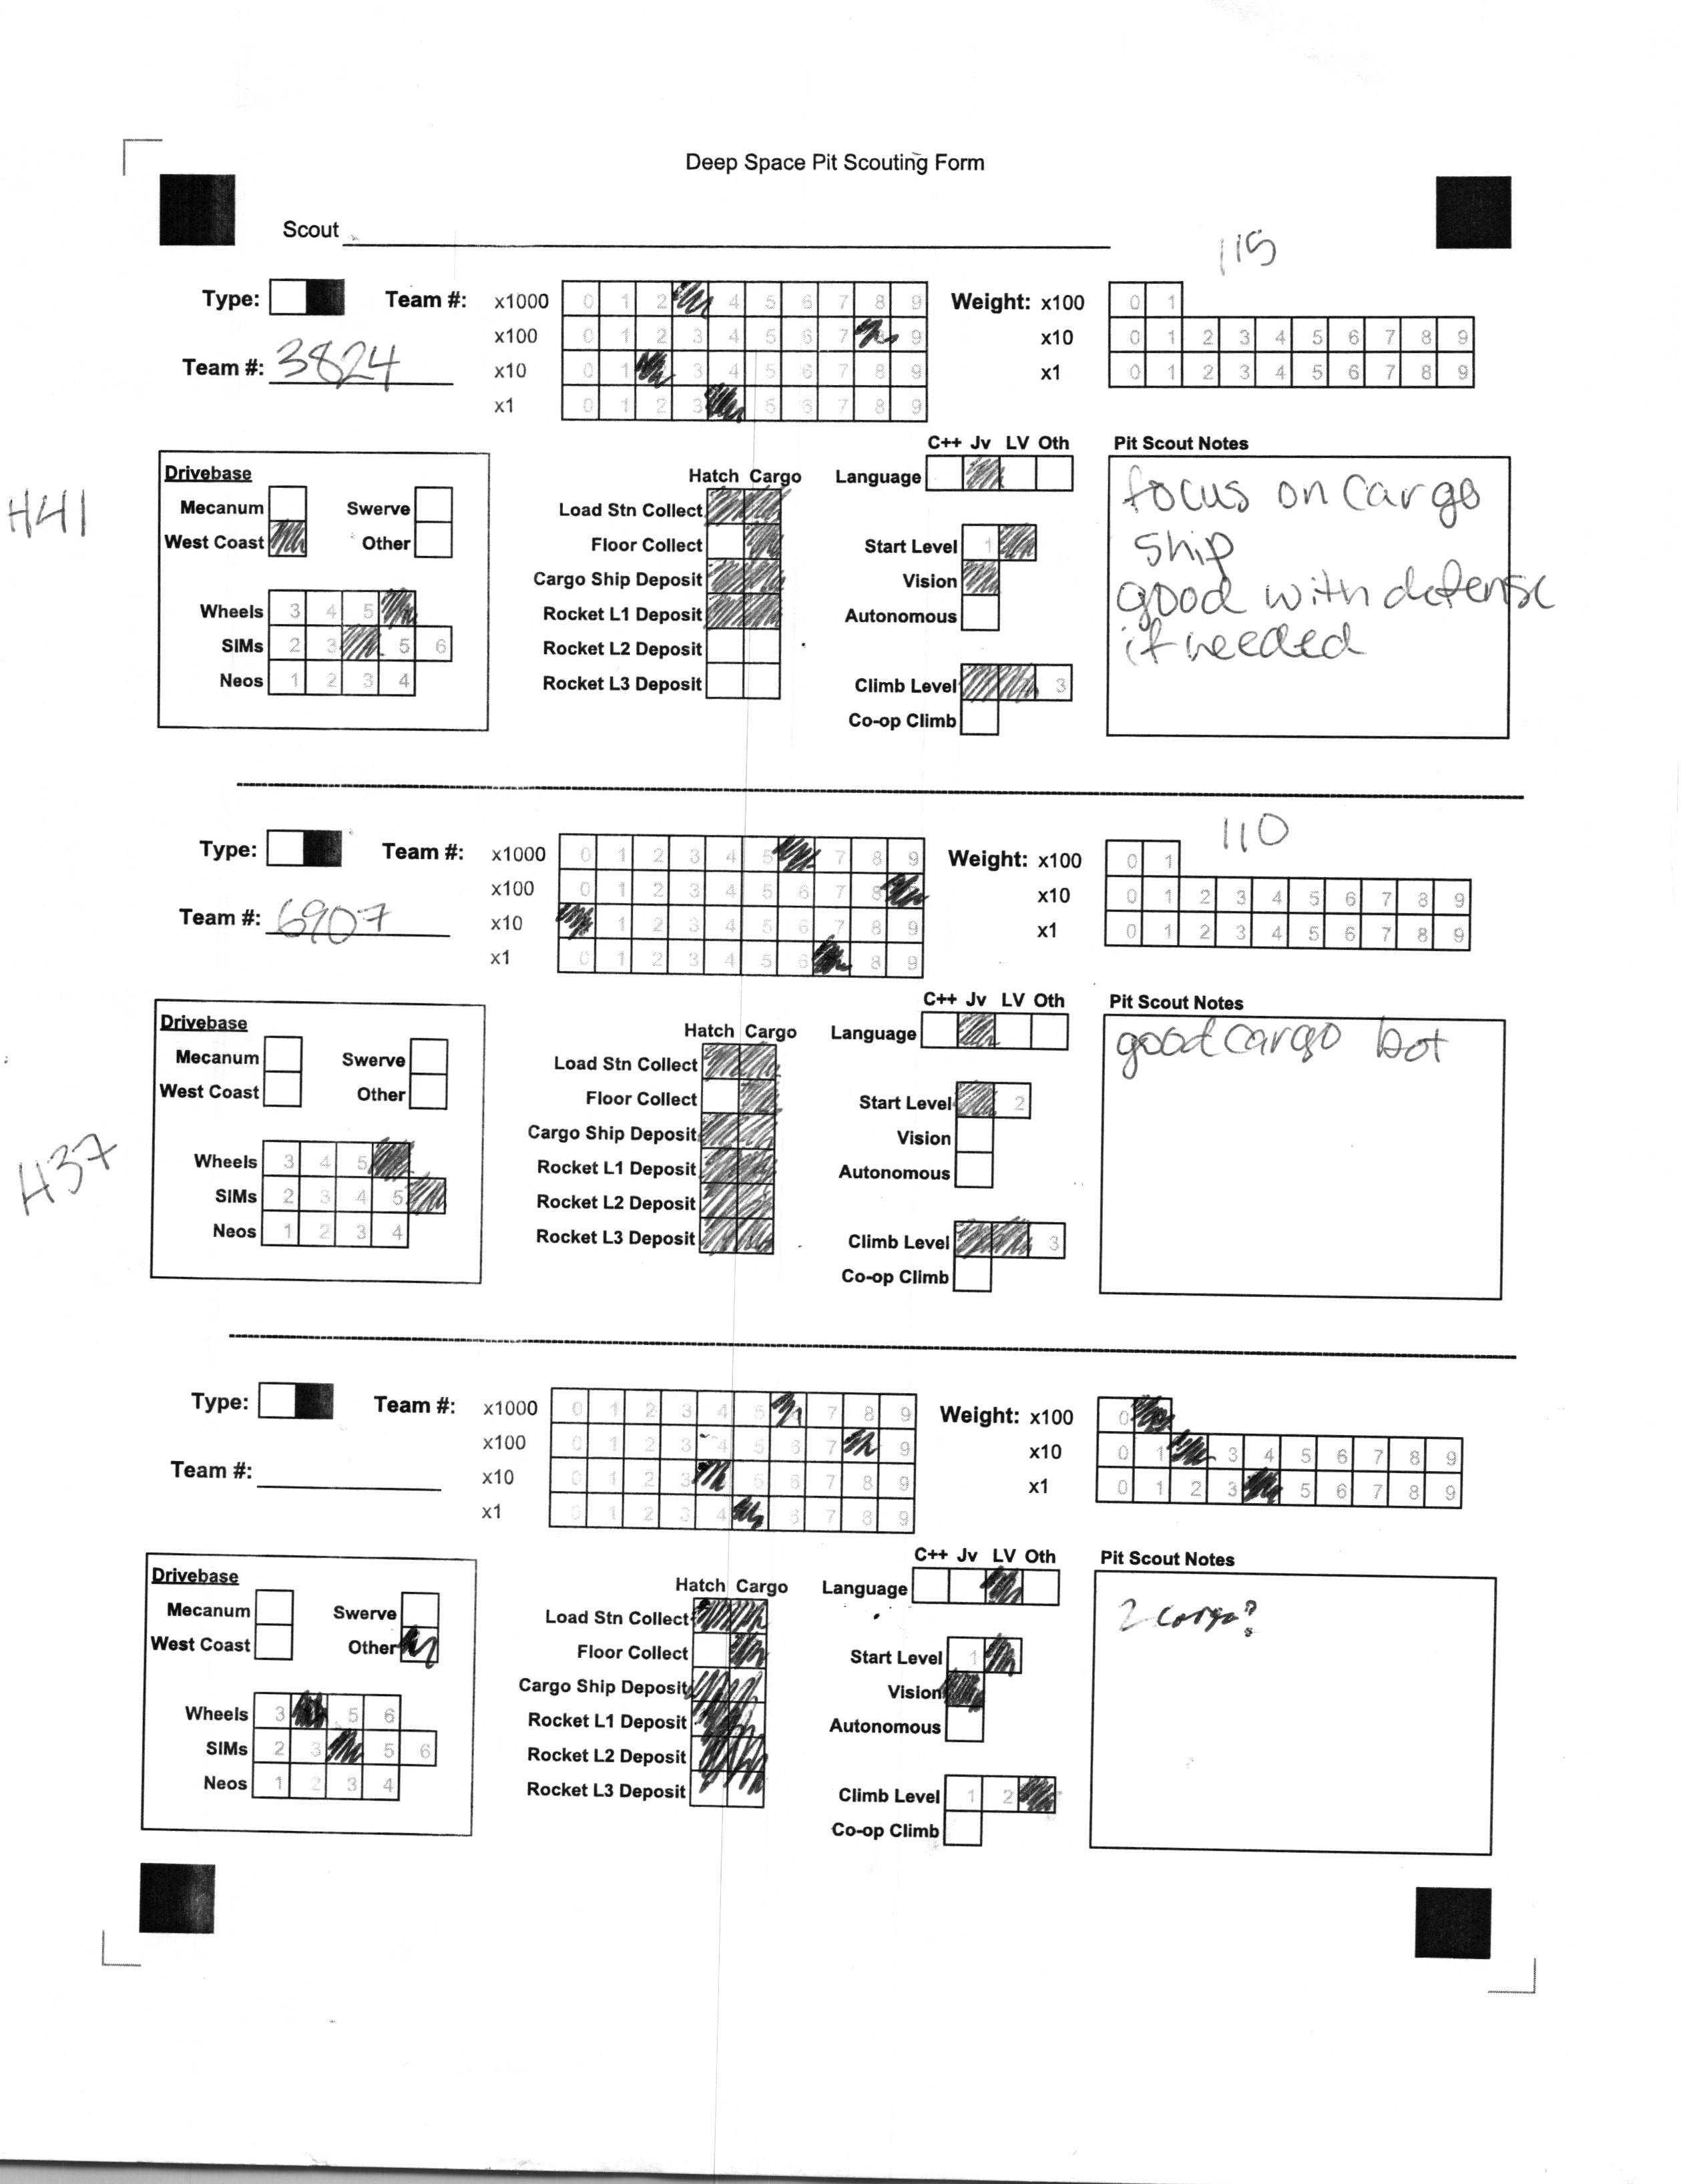 Deep Space Pit Scouting Form
Scout
115
Type: Team #: x1000 0 1 2 4 5 6 7 8 9 Weight: x100 0 1
x100 0 1 2 3 4 5 6 7 9 x10 0 1 2 3 4 5 6 7 8 9
Team #: 3824 x10 0 1 3 4 5 6 7 8 9 x1 0 1 2 3 4 5 6 7 8 9
x1 0 1 2 3 5 6 7 8 9
H41
Drivebase
Mecanum Swerve
West Coast Other
Wheels 3 4 5
SIMs 2 3 5 6
Neos 1 2 3 4
Hatch Cargo
Load Stn Collect
Floor Collect
Cargo Ship Deposit
Rocket L1 Deposit
Rocket L2 Deposit
Rocket L3 Deposit
C++ Jv LV Oth
Language
Start Level 1
Vision
Autonomous
Climb Level 3
Co-op Climb
Pit Scout Notes
focus on cargo
ship
good with defense
if needed
110
Type: Team #: x1000 0 1 2 3 4 5 7 8 9 Weight: x100 0 1
x100 0 1 2 3 4 5 6 7 8 x10 0 1 2 3 4 5 6 7 8 9
Team #: 6907 x10 1 2 3 4 5 6 7 8 9 x1 0 1 2 3 4 5 6 7 8 9
x1 0 1 2 3 4 5 6 8 9
H37
Drivebase
Mecanum Swerve
West Coast Other
Wheels 3 4 5
SIMs 2 3 4 5
Neos 1 2 3 4
Hatch Cargo
Load Stn Collect
Floor Collect
Cargo Ship Deposit
Rocket L1 Deposit
Rocket L2 Deposit
Rocket L3 Deposit
C++ Jv LV Oth
Language
Start Level 2
Vision
Autonomous
Climb Level 3
Co-op Climb
Pit Scout Notes
good cargo bot
Type: Team #: x1000 0 1 2 3 4 5 7 8 9 Weight: x100 0
x100 0 1 2 3 4 5 6 7 9 x10 0 1 3 4 5 6 7 8 9
Team #: x10 0 1 2 3 5 6 7 8 9 x1 0 1 2 3 5 6 7 8 9
x1 0 1 2 3 4 6 7 8 9
Drivebase
Mecanum Swerve
West Coast Other
Wheels 3 5 6
SIMs 2 3 5 6
Neos 1 2 3 4
Hatch Cargo
Load Stn Collect
Floor Collect
Cargo Ship Deposit
Rocket L1 Deposit
Rocket L2 Deposit
Rocket L3 Deposit
C++ Jv LV Oth
Language
Start Level 1
Vision
Autonomous
Climb Level 1 2
Co-op Climb
Pit Scout Notes
2 cargo?